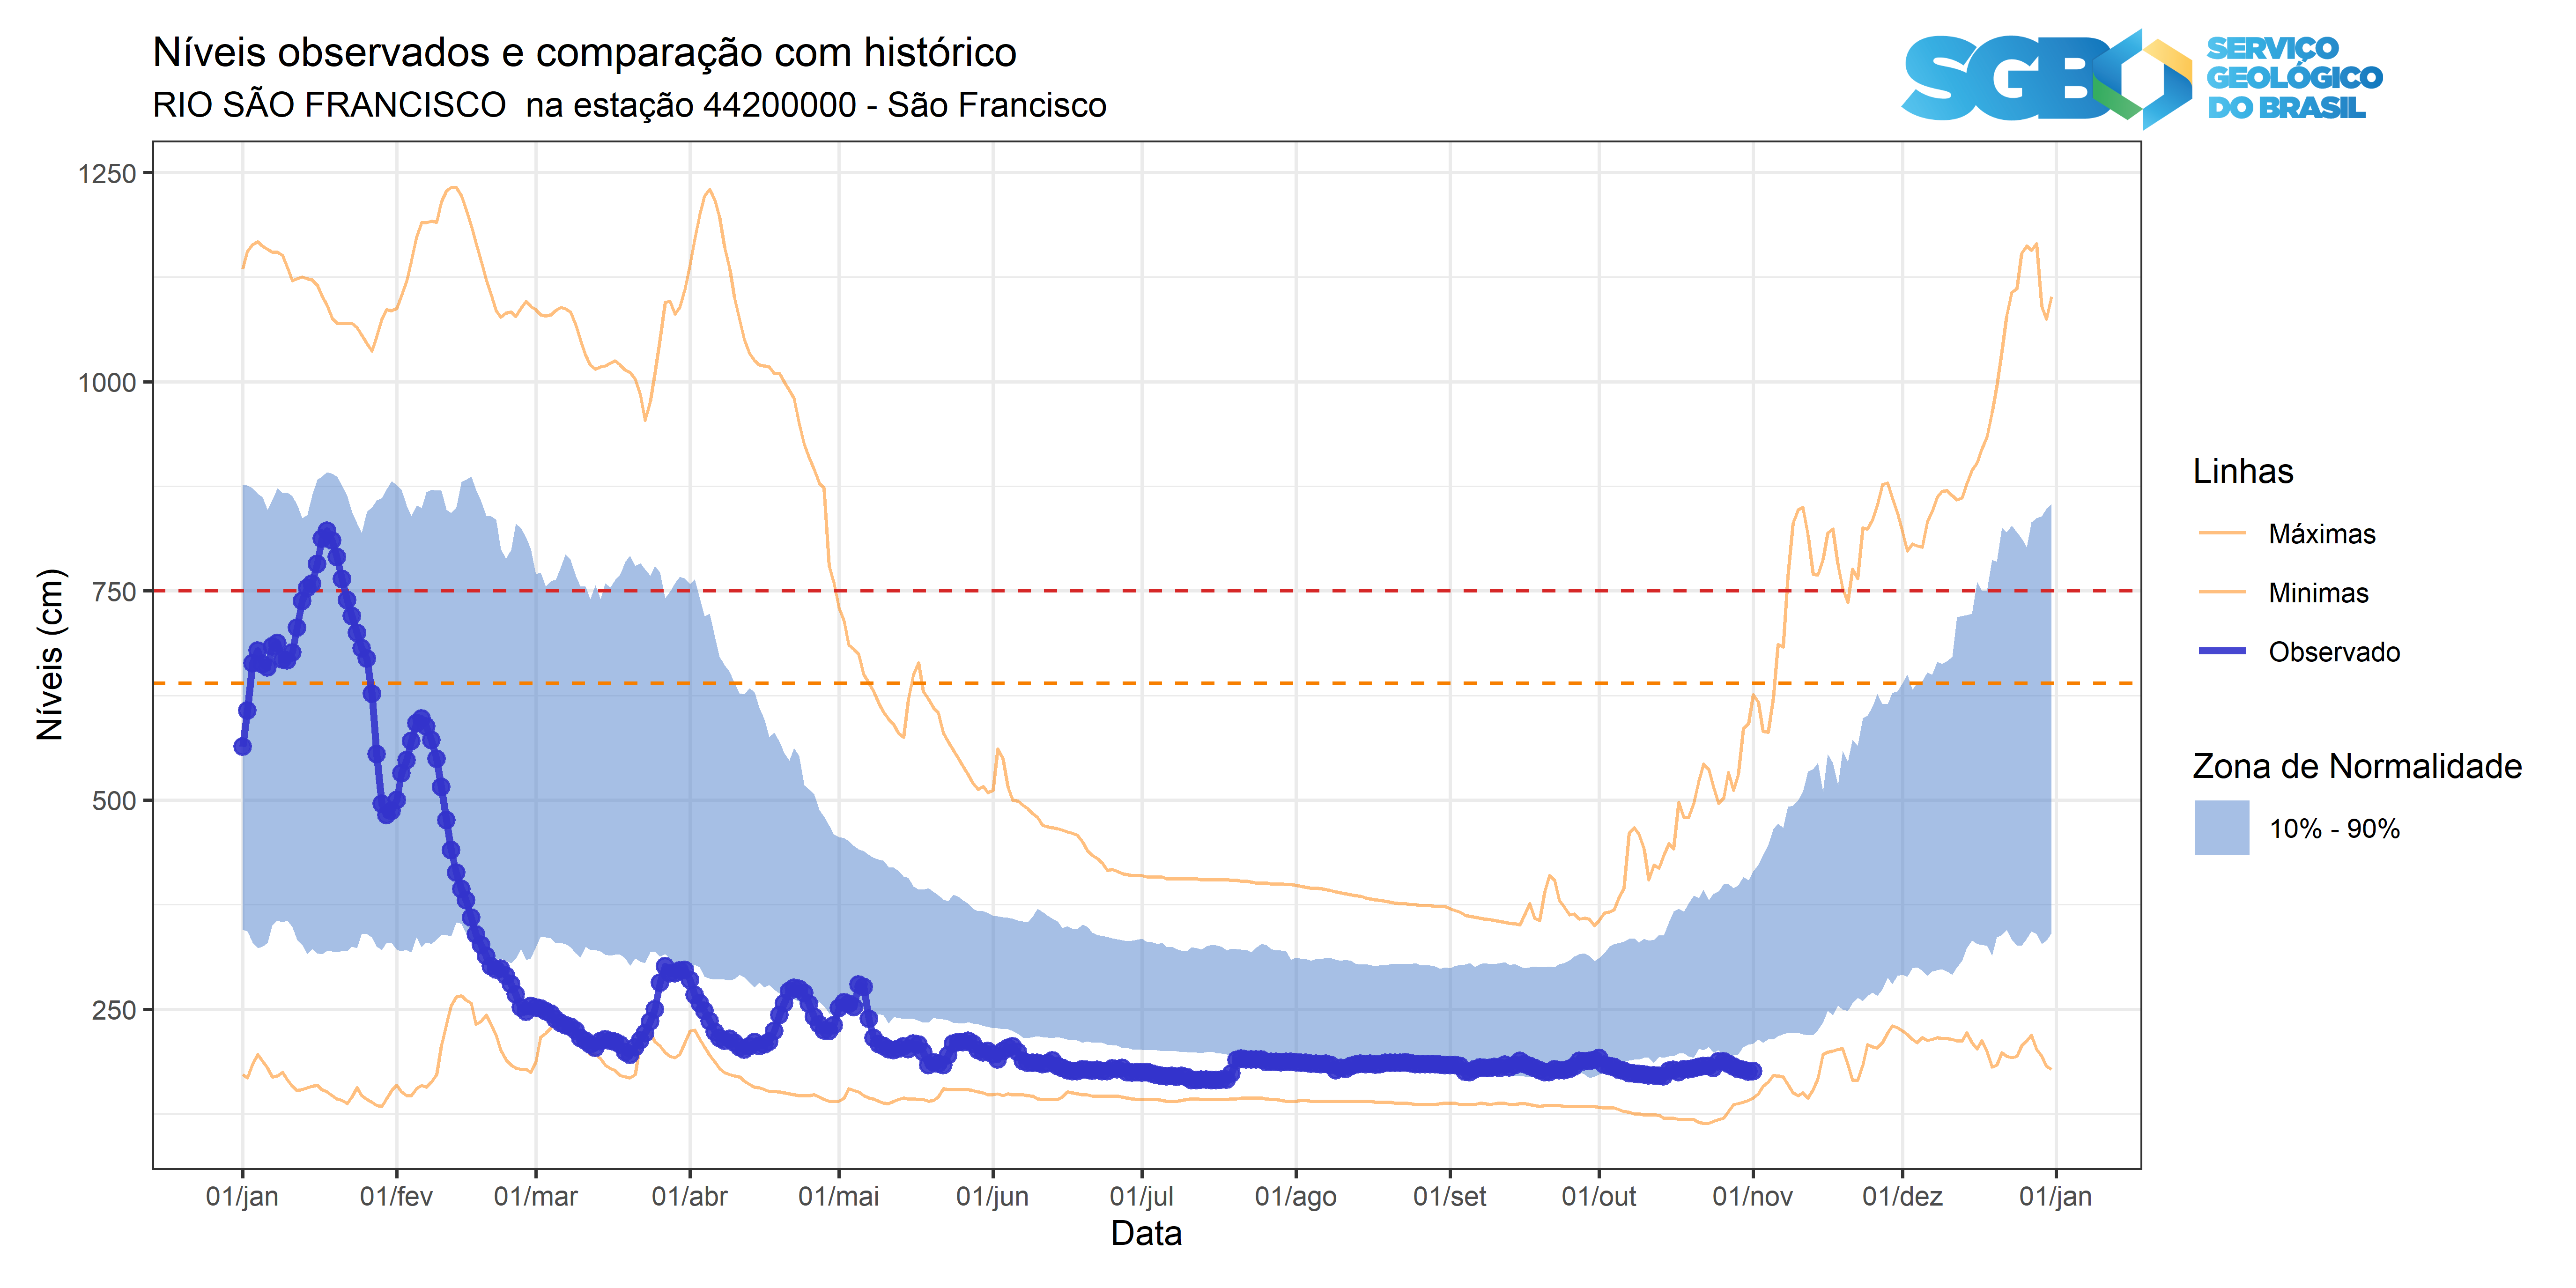 Níveis observados e comparação com histórico
RIO SÃO FRANCISCO  na estação 44200000 - São Francisco
SGB
SERVIÇO
GEOLÓGICO
DO BRASIL
1250
1000
750
500
250
Níveis (cm)
01/jan
01/fev
01/mar
01/abr
01/mai
01/jun
01/jul
01/ago
01/set
01/out
01/nov
01/dez
01/jan
Data
Linhas
Máximas
Minimas
Observado
Zona de Normalidade
10% - 90%